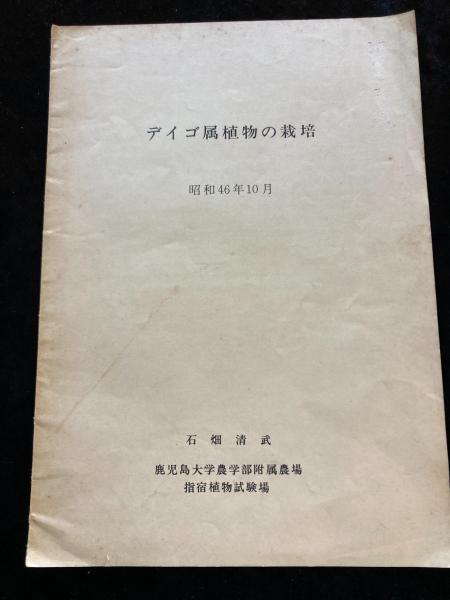 デイゴ属植物の栽培
昭和46年10月
石畑清武
鹿児島大学農学部附属農場
指宿植物試験場